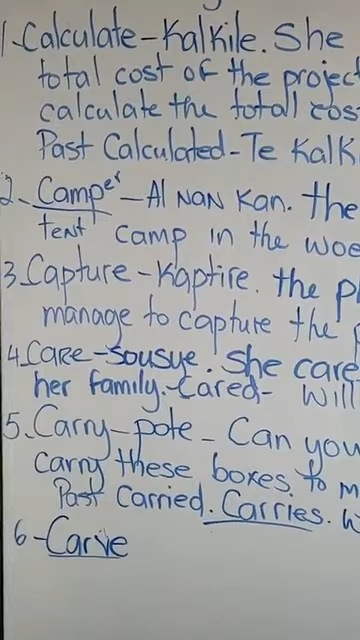 1-Calculate-Kalkile. She
total cost of the project
calculate the total cos
Past Calculated-Te Kalk
2-Camper-Al NAN Kan. the
tent camp in the woo
3-Capture-Kaptire. the p
manage to capture the
4-Care-Sousye. She care
her family.-Cared- Will
5-Carry-pote- Can you
carry these boxes. to m
Past Carried. Carries. W
6-Carve